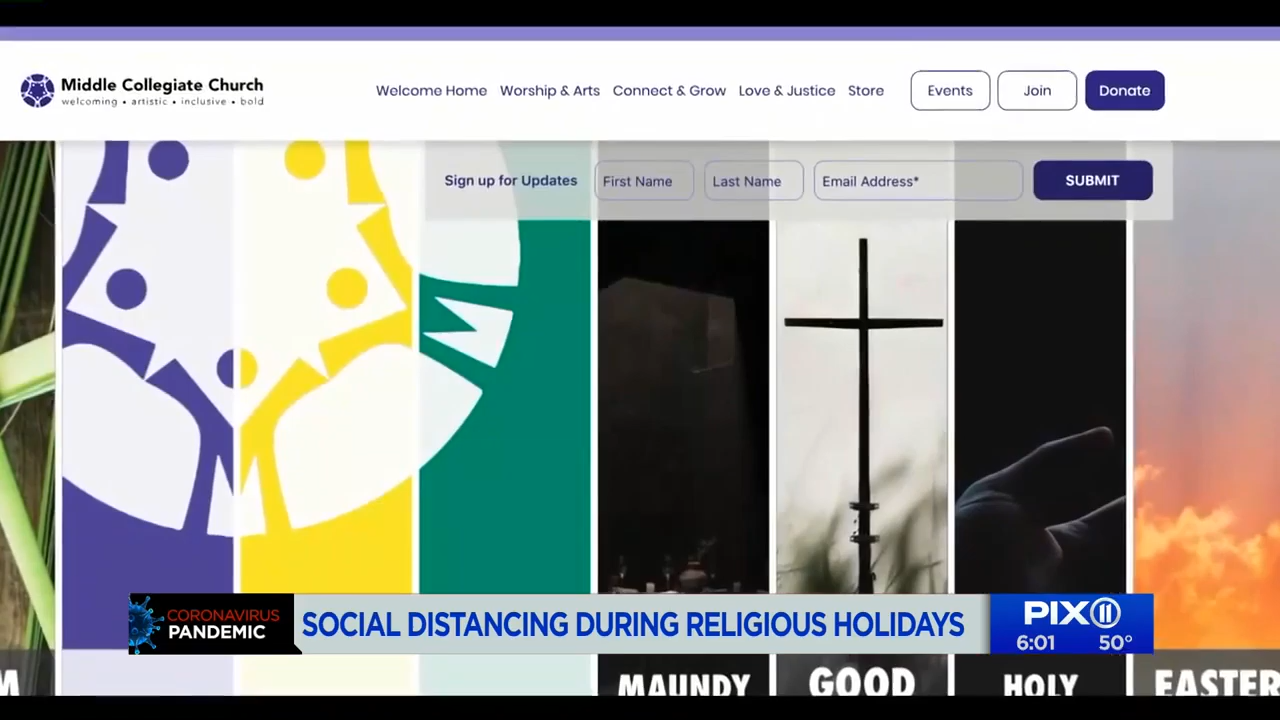 Middle Collegiate Church
welcoming • artistic • inclusive • bold
Welcome Home Worship & Arts Connect & Grow Love & Justice Store Events Join Donate
Sign up for Updates First Name Last Name Email Address* SUBMIT
CORONAVIRUS
PANDEMIC
SOCIAL DISTANCING DURING RELIGIOUS HOLIDAYS
PIX11
6:01 50°
M MAUNDY GOOD HOLY EASTER